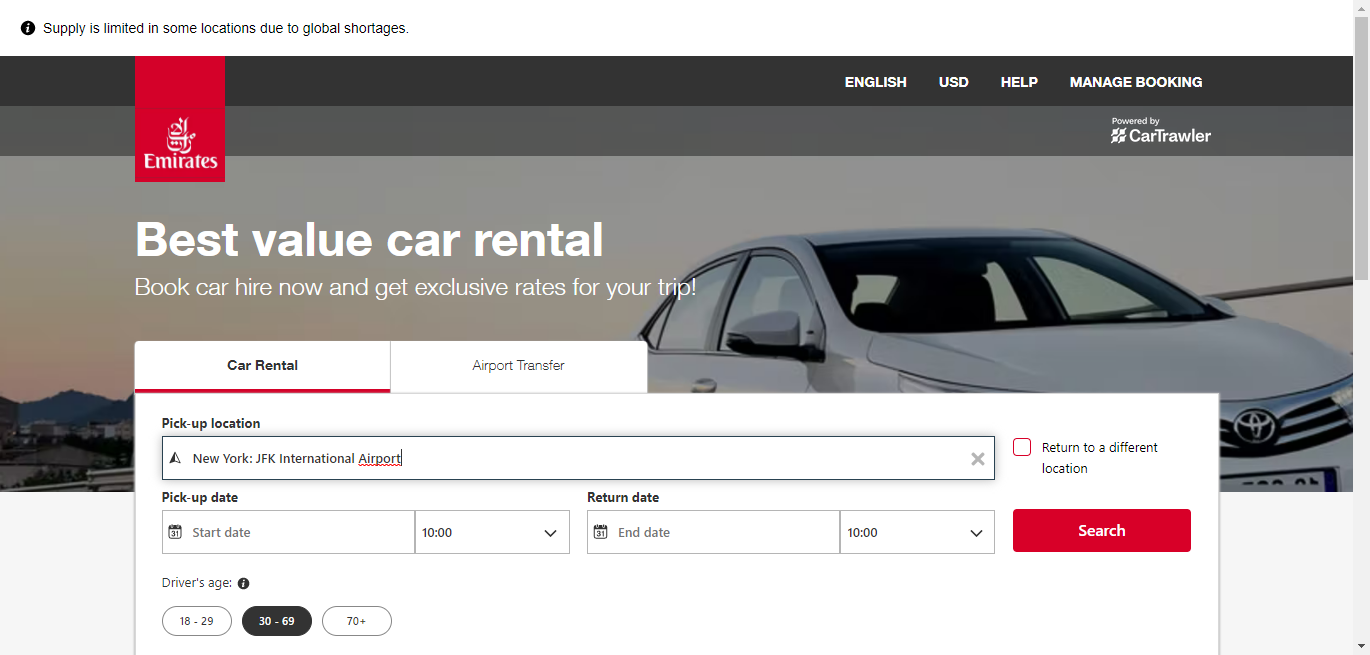 Supply is limited in some locations due to global shortages.
ENGLISH USD HELP MANAGE BOOKING
Powered by
CarTrawler
Emirates
Best value car rental
Book car hire now and get exclusive rates for your trip!
Car Rental Airport Transfer
Pick-up location
New York: JFK International Airport
Return to a different
location
Pick-up date Return date
31 Start date 10:00 31 End date 10:00 Search
Driver's age:
18 - 29 30 - 69 70+